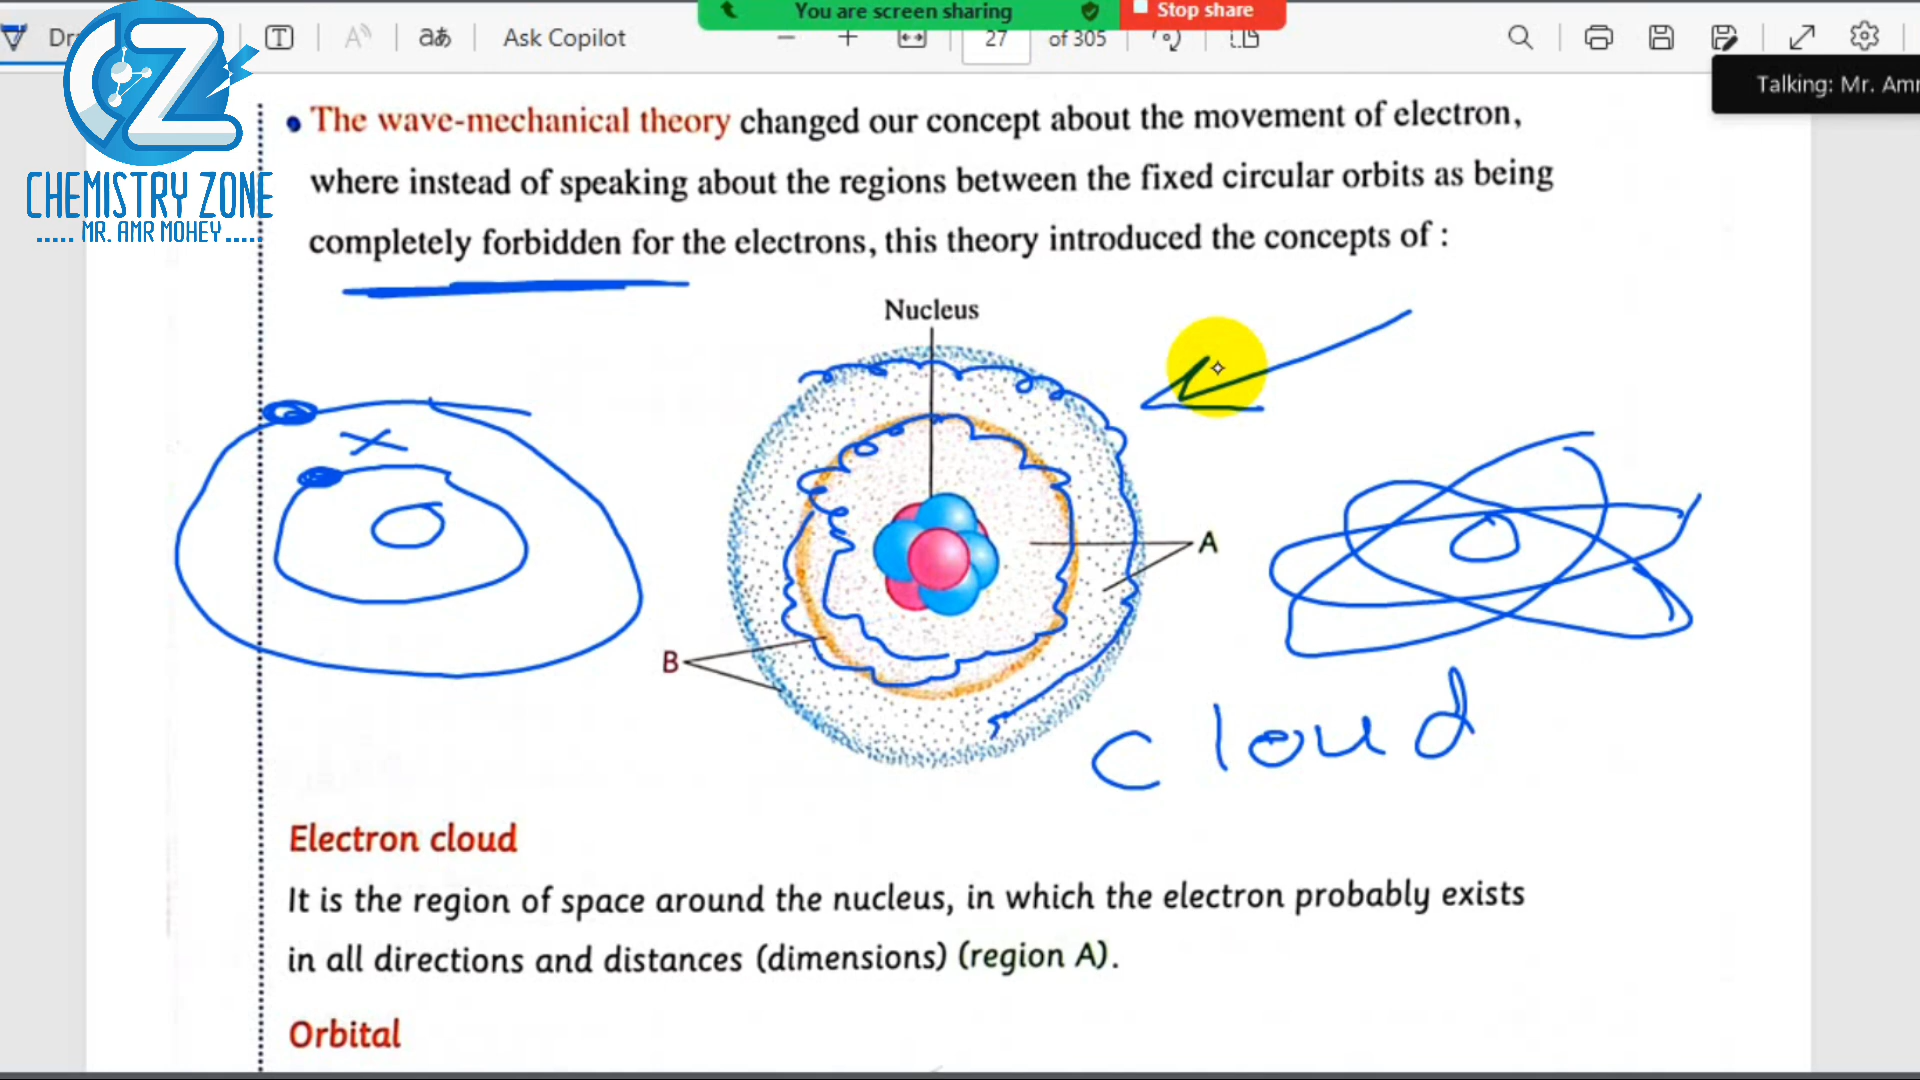 You are screen sharing
Stop share
T
aあ
Ask Copilot
27
of 305
Talking: Mr.
CZ
CHEMISTRY ZONE
..... MR. AMR MOHEY .....
• The wave-mechanical theory changed our concept about the movement of electron,
where instead of speaking about the regions between the fixed circular orbits as being
completely forbidden for the electrons, this theory introduced the concepts of :
Nucleus
A
B
cloud
Electron cloud
It is the region of space around the nucleus, in which the electron probably exists
in all directions and distances (dimensions) (region A).
Orbital